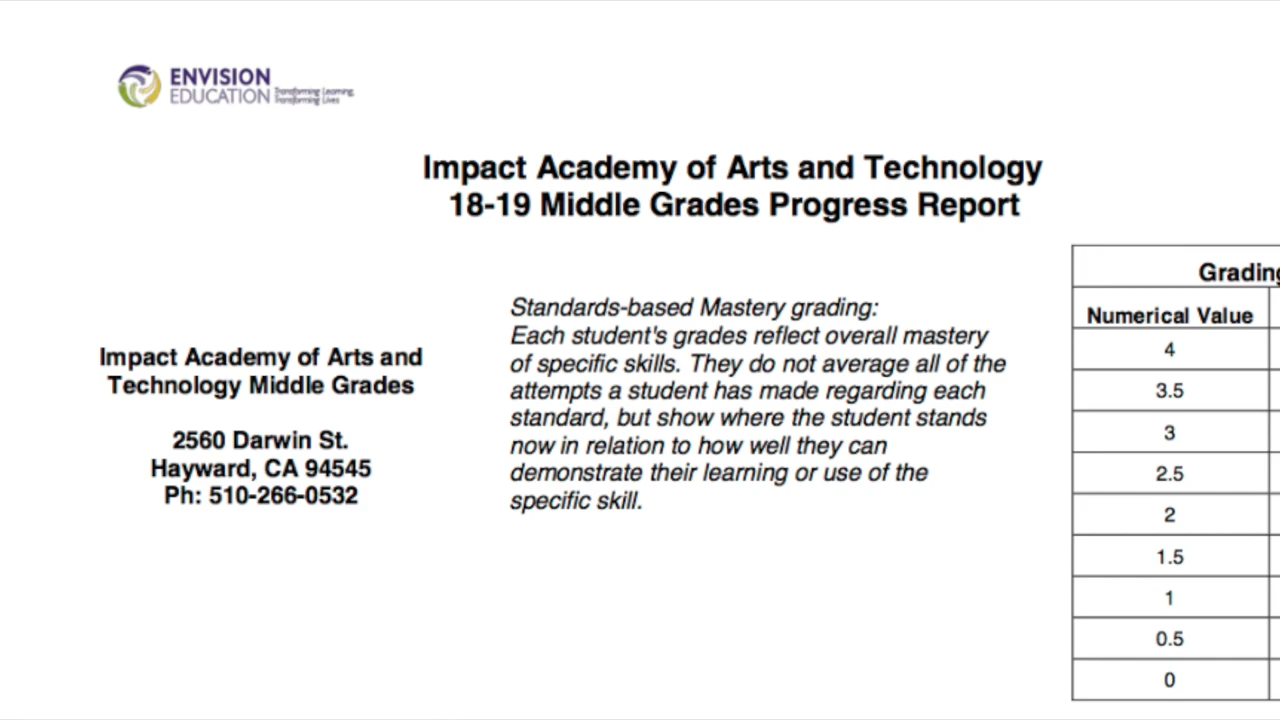 ENVISION
EDUCATION Transforming Learning,
Transforming Lives
Impact Academy of Arts and Technology
18-19 Middle Grades Progress Report
Impact Academy of Arts and
Technology Middle Grades
2560 Darwin St.
Hayward, CA 94545
Ph: 510-266-0532
Standards-based Mastery grading:
Each student's grades reflect overall mastery
of specific skills. They do not average all of the
attempts a student has made regarding each
standard, but show where the student stands
now in relation to how well they can
demonstrate their learning or use of the
specific skill.
Grading
Numerical Value
4
3.5
3
2.5
2
1.5
1
0.5
0